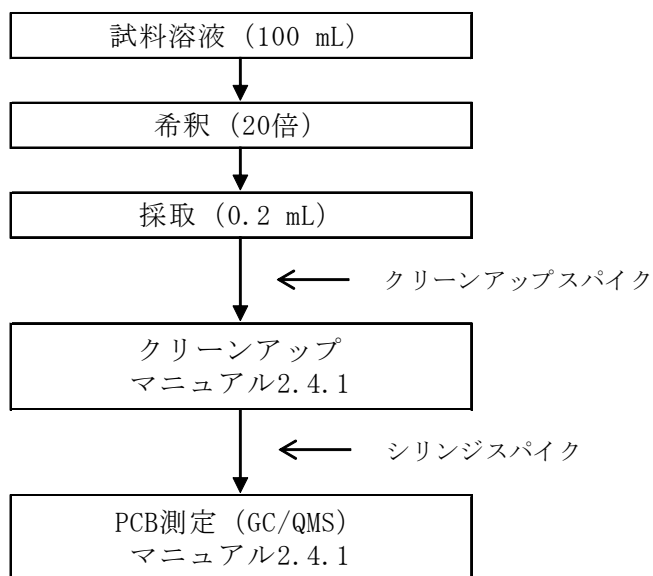 試料溶液 (100 mL)
希釈 (20倍)
採取 (0.2 mL)
クリーンアップスパイク
クリーンアップ
マニュアル2.4.1
シリンジスパイク
PCB測定 (GC/QMS)
マニュアル2.4.1